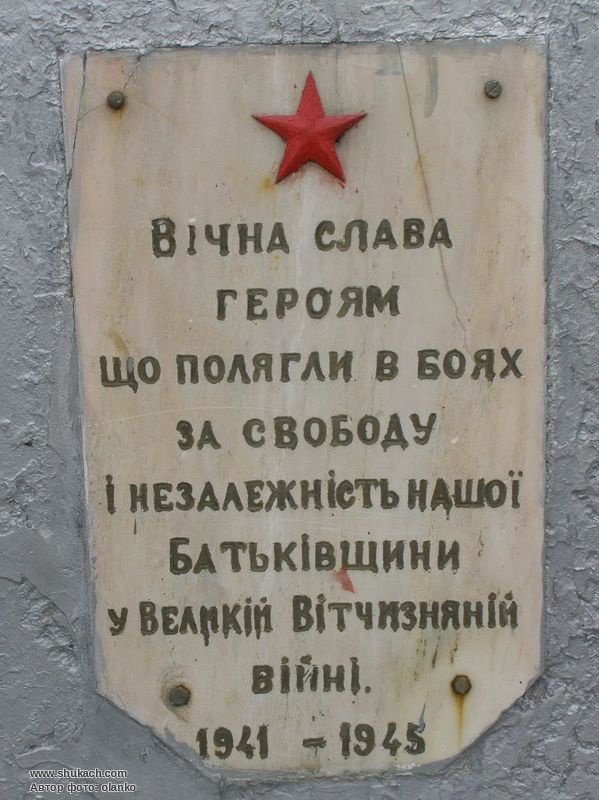 Вічна слава
героям
що полягли в боях
за свободу
і незалежність нашої
Батьківщини
у Великій Вітчизняній
війні.
1941 – 1945
www.shukach.com
Автор фото: olanko